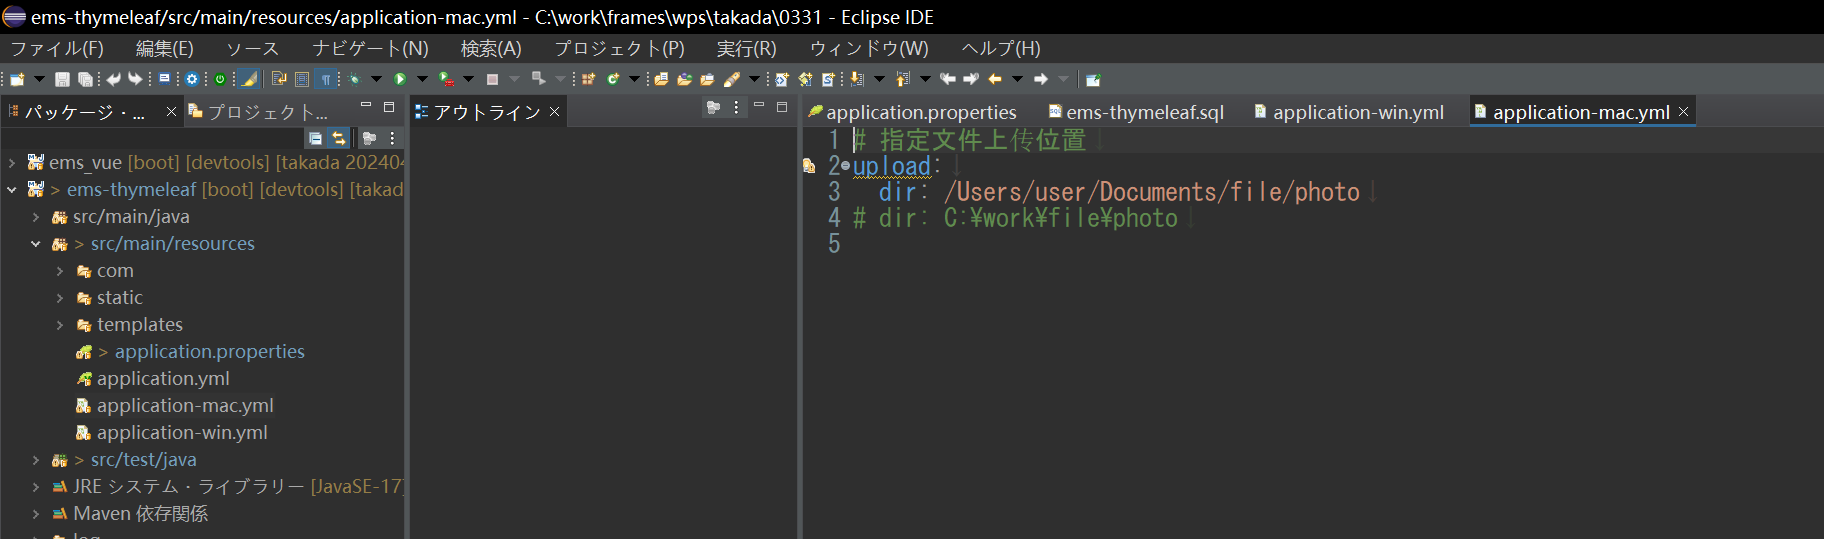 ems-thymeleaf/src/main/resources/application-mac.yml - C:\work\frames\wps\takada\0331 - Eclipse IDE
ファイル(F) 編集(E) ソース ナビゲート(N) 検索(A) プロジェクト(P) 実行(R) ウィンドウ(W) ヘルプ(H)
パッケージ・... プロジェクト... アウトライン application.properties ems-thymeleaf.sql application-win.yml application-mac.yml
ems_vue [boot] [devtools] [takada 20240
> ems-thymeleaf [boot] [devtools] [takad
src/main/java
> src/main/resources
com
static
templates
> application.properties
application.yml
application-mac.yml
application-win.yml
> src/test/java
JRE システム・ライブラリー [JavaSE-17]
Maven 依存関係
1 # 指定文件上传位置↓
2 upload:↓
3 dir: /Users/user/Documents/file/photo↓
4 # dir: C:¥work¥file¥photo↓
5